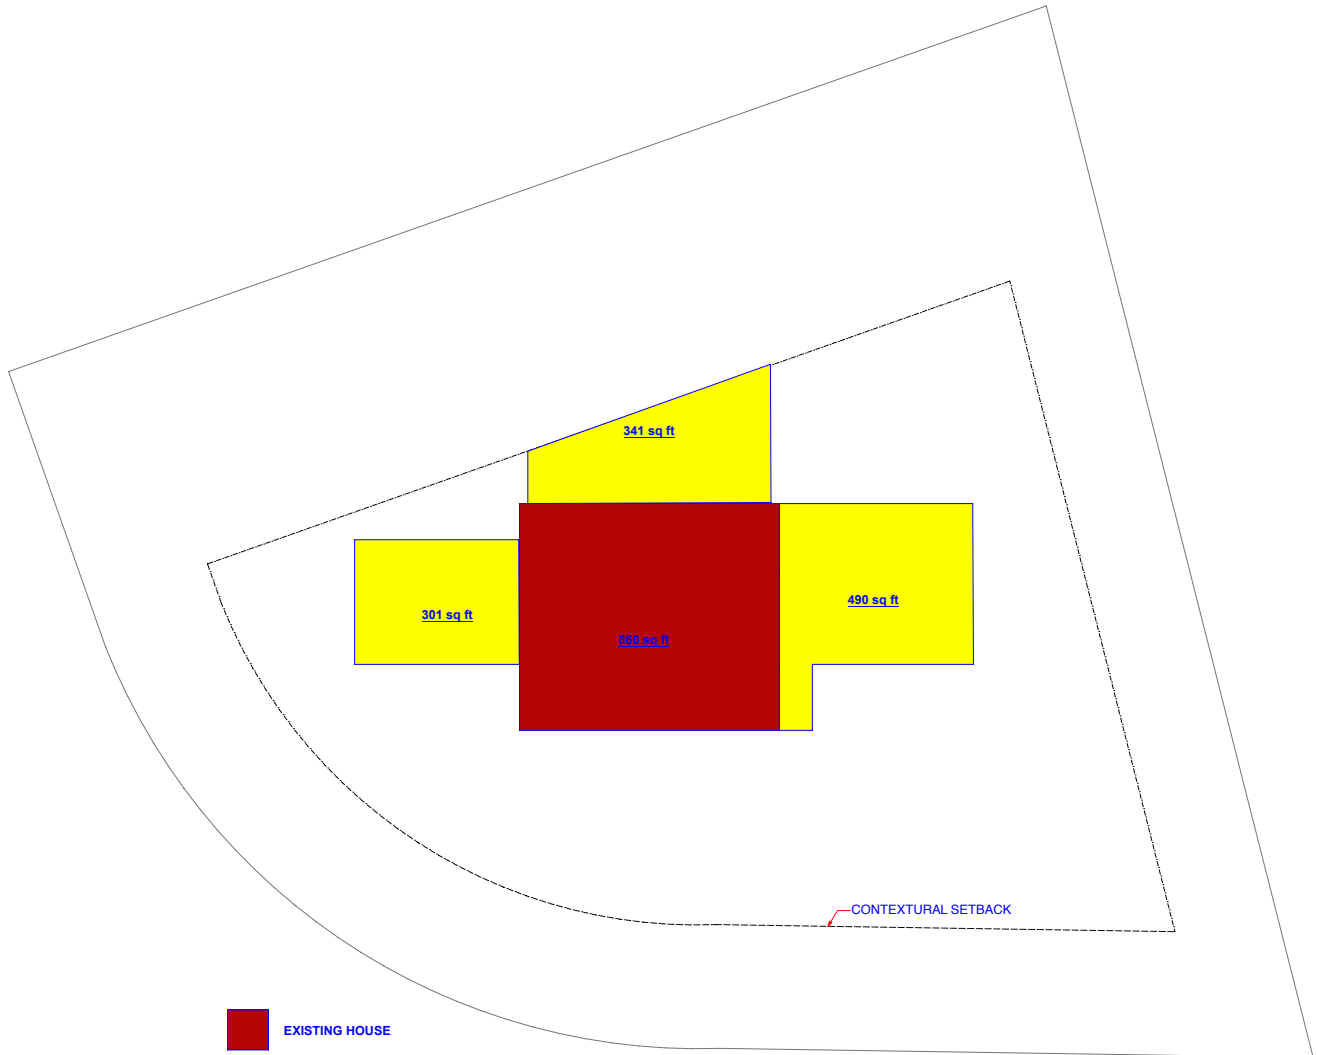 341 sq ft
490 sq ft
301 sq ft
866 sq ft
CONTEXTURAL SETBACK
EXISTING HOUSE